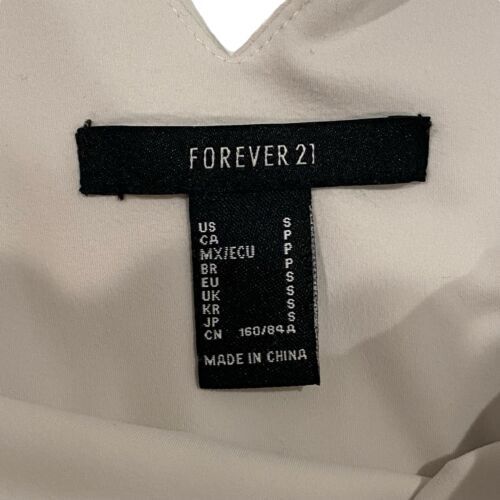 FOREVER 21
US S
CA P
MX/ECU P
BR P
EU S
UK S
KR S
JP S
CN 160/84A
MADE IN CHINA